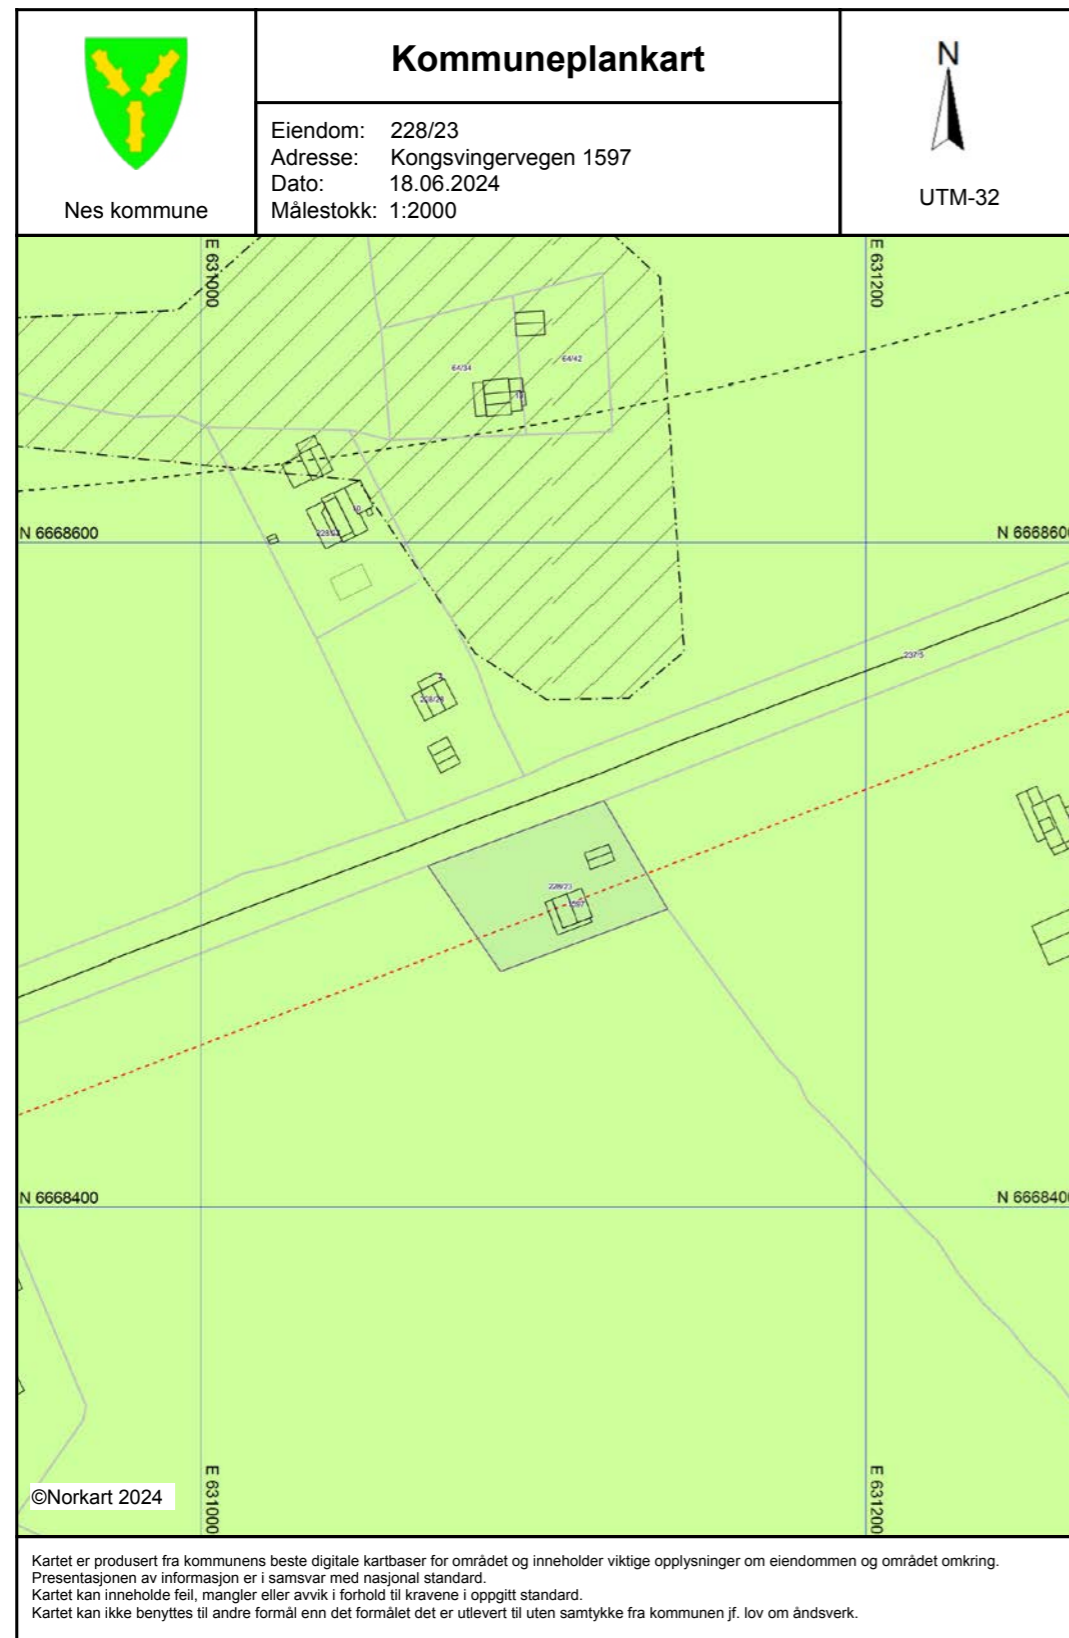 Kommuneplankart
Nes kommune
Eiendom: 228/23
Adresse: Kongsvingervegen 1597
Dato: 18.06.2024
Målestokk: 1:2000
N
UTM-32
E 631000
E 631200
64/34
64/42
N 6668600
N 6668600
237/5
228/28
228/23
N 6668400
N 6668400
E 631000
E 631200
©Norkart 2024
Kartet er produsert fra kommunens beste digitale kartbaser for området og inneholder viktige opplysninger om eiendommen og området omkring.
Presentasjonen av informasjon er i samsvar med nasjonal standard.
Kartet kan inneholde feil, mangler eller avvik i forhold til kravene i oppgitt standard.
Kartet kan ikke benyttes til andre formål enn det formålet det er utlevert til uten samtykke fra kommunen jf. lov om åndsverk.